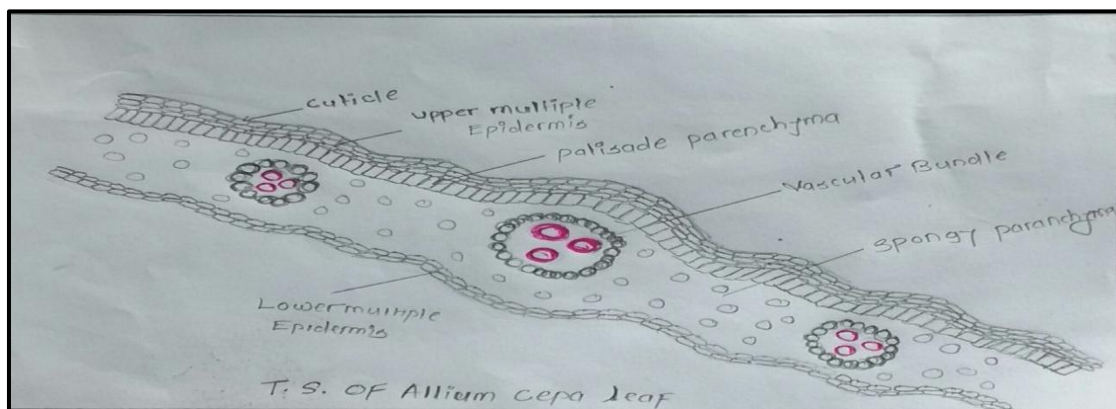 cuticle
upper multiple
Epidermis
palisade parenchyma
Vascular Bundle
spongy paranchyma
Lowermultiple
Epidermis
T. S. OF Allium cepa leaf